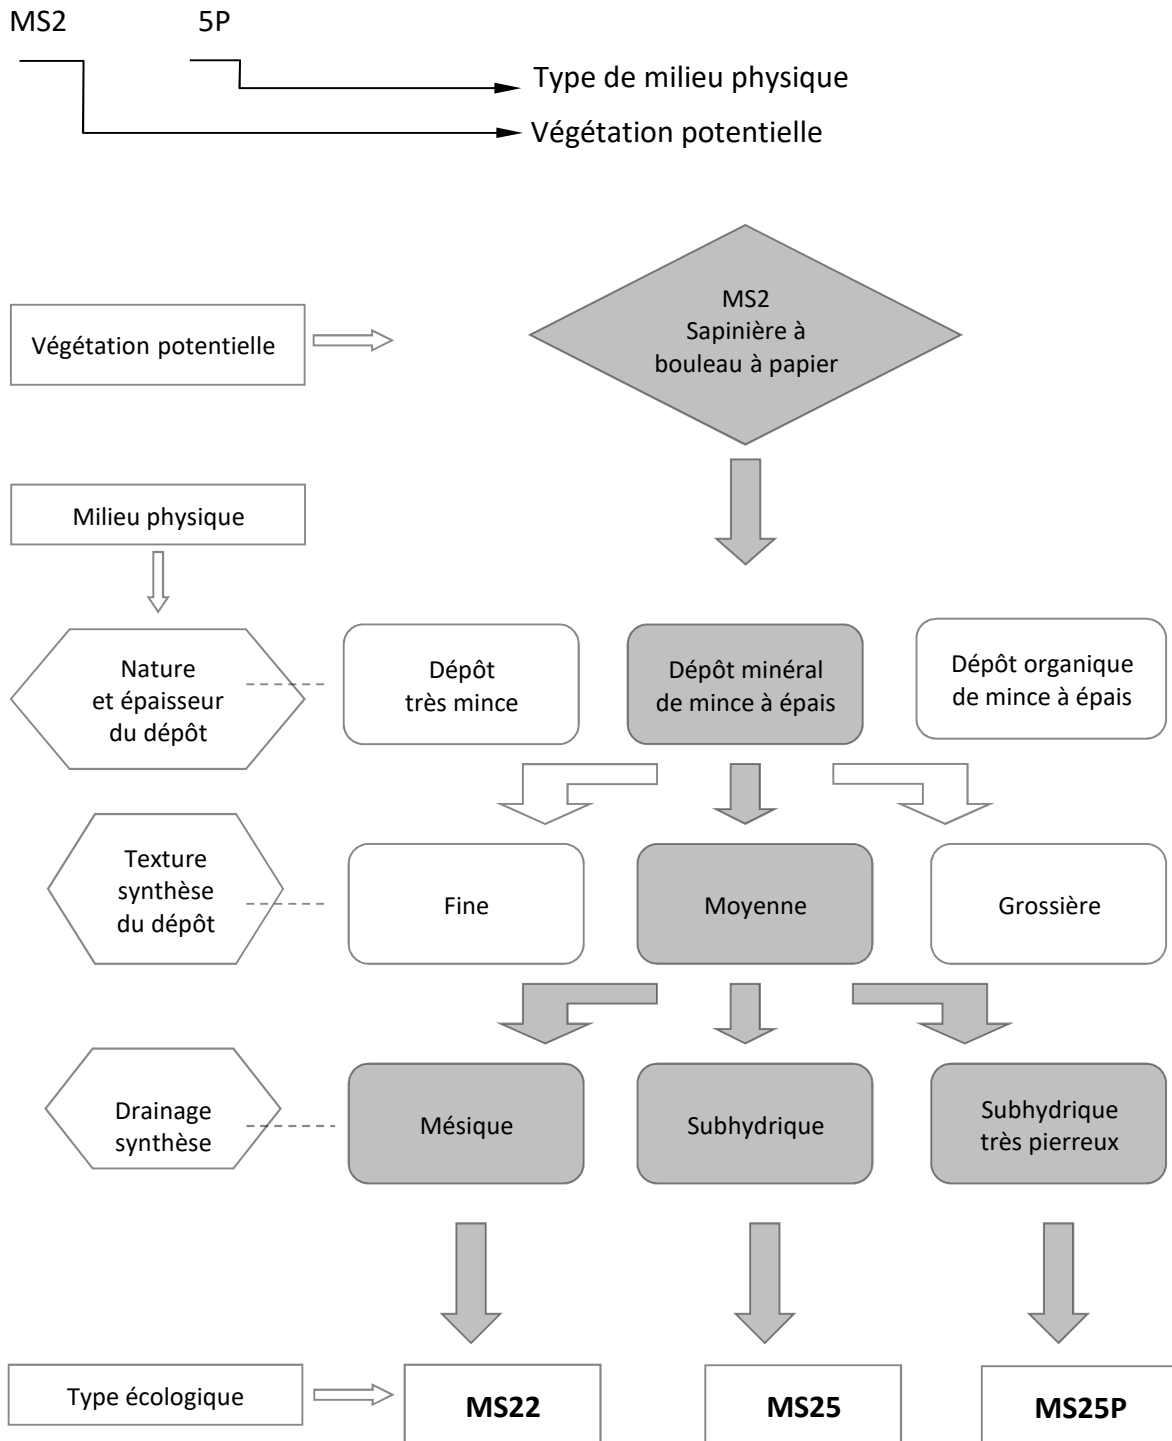 MS2 5P
Type de milieu physique
Végétation potentielle
MS2
Sapinière à
bouleau à papier
Végétation potentielle
Milieu physique
Nature
et épaisseur
du dépôt
Dépôt
très mince
Dépôt minéral
de mince à épais
Dépôt organique
de mince à épais
Texture
synthèse
du dépôt
Fine
Moyenne
Grossière
Drainage
synthèse
Mésique
Subhydrique
Subhydrique
très pierreux
Type écologique
MS22
MS25
MS25P